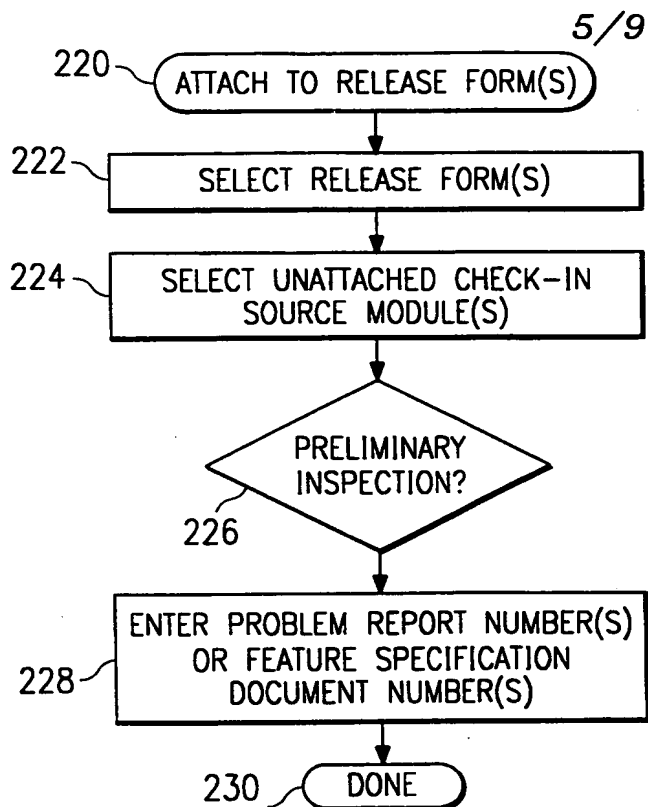 5/9
220
ATTACH TO RELEASE FORM(S)
222
SELECT RELEASE FORM(S)
224
SELECT UNATTACHED CHECK-IN
SOURCE MODULE(S)
PRELIMINARY
INSPECTION?
226
ENTER PROBLEM REPORT NUMBER(S)
OR FEATURE SPECIFICATION
DOCUMENT NUMBER(S)
228
230
DONE